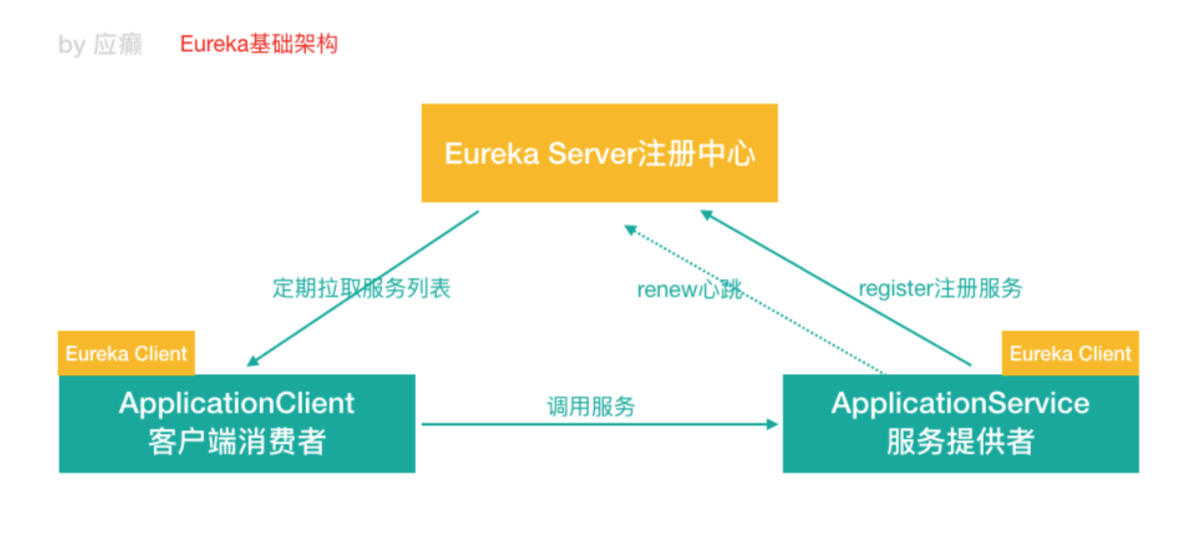 by 应癫 Eureka基础架构
Eureka Server注册中心
定期拉取服务列表
renew心跳
register注册服务
Eureka Client
Eureka Client
ApplicationClient
客户端消费者
调用服务
ApplicationService
服务提供者